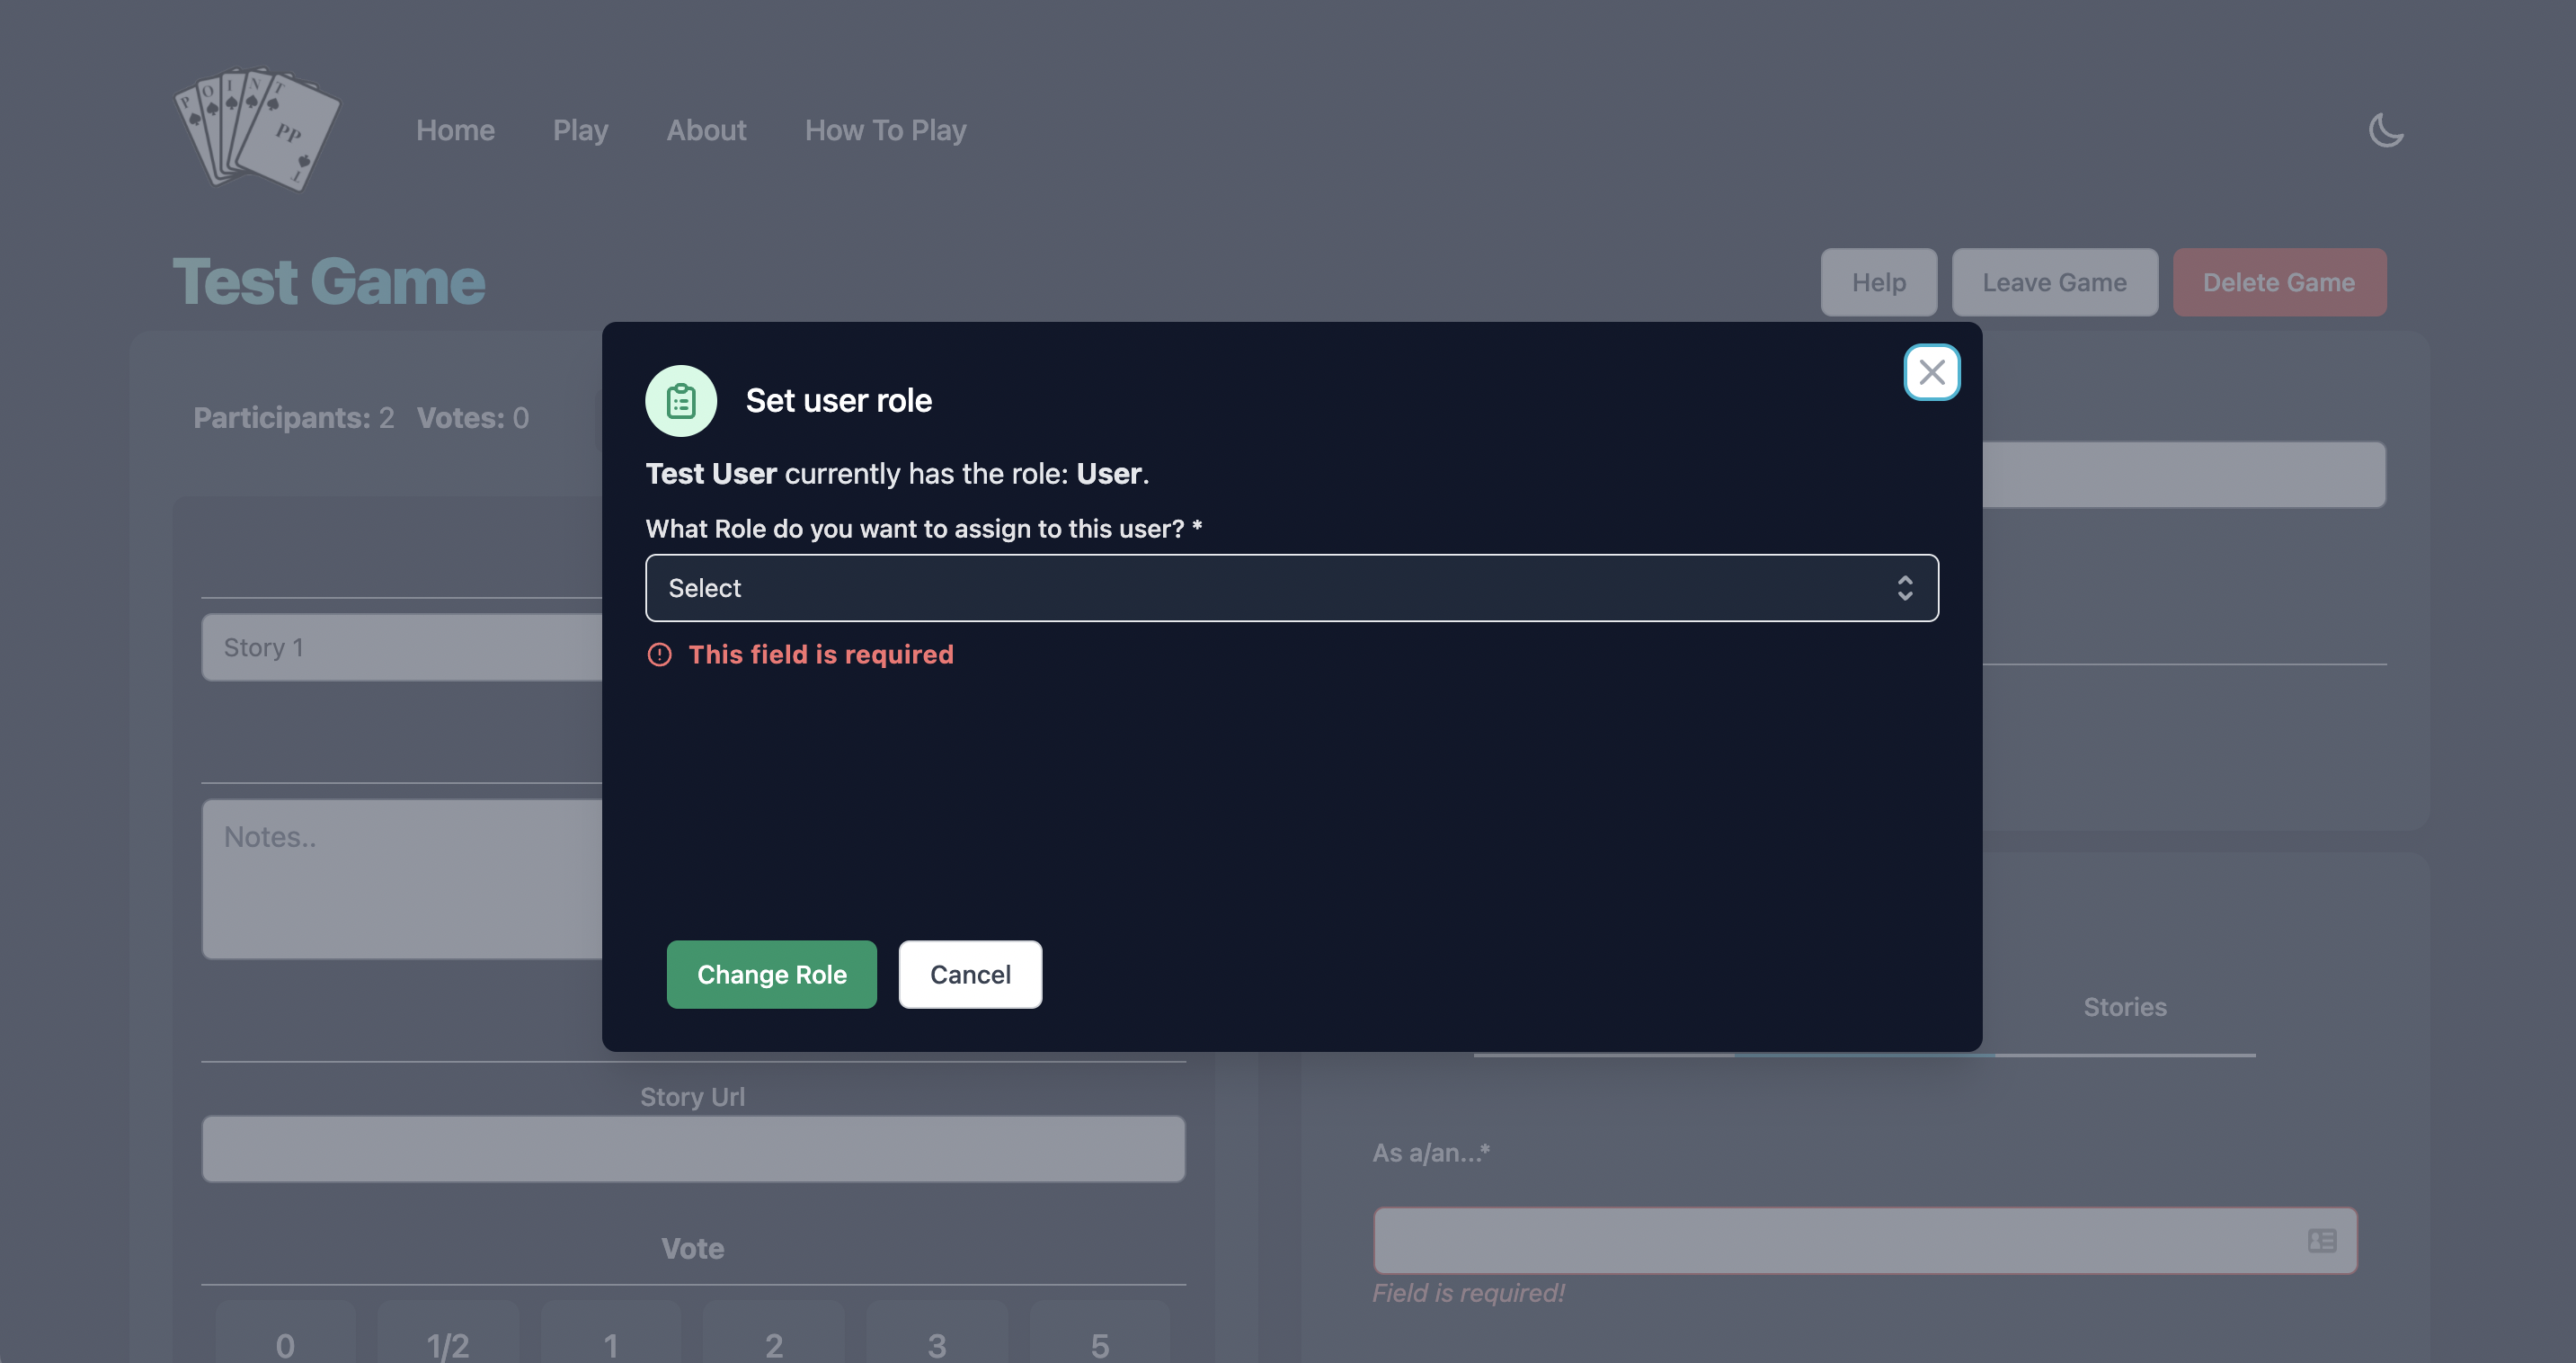 P O I N T
PP
T
Home
Play
About
How To Play
Test Game
Help
Leave Game
Delete Game
Participants: 2 Votes: 0
Set user role
Test User currently has the role: User.
What Role do you want to assign to this user? *
Select
This field is required
Change Role
Cancel
Story 1
Notes..
Story Url
Vote
0
1/2
1
2
3
5
Stories
As a/an...*
Field is required!